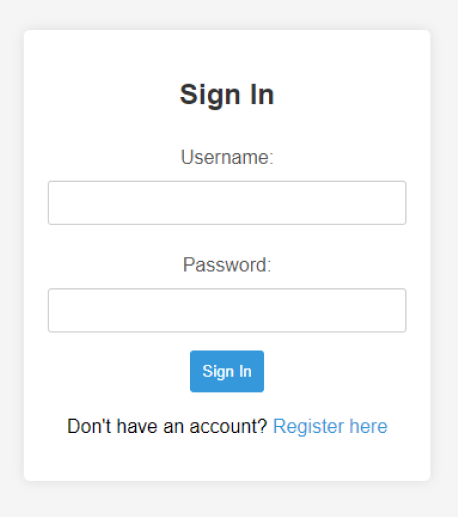 Sign In
Username:
Password:
Sign In
Don't have an account? Register here